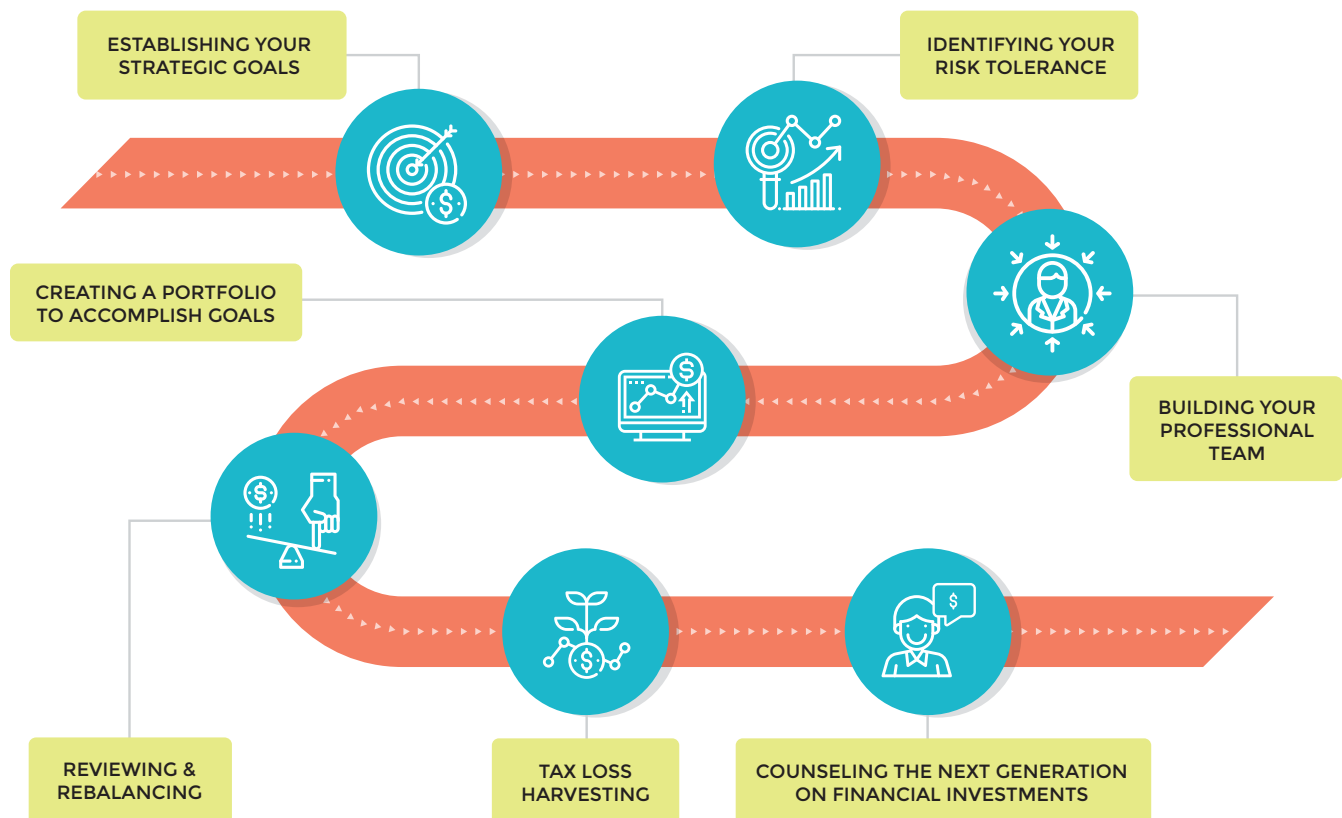 ESTABLISHING YOUR
STRATEGIC GOALS
IDENTIFYING YOUR
RISK TOLERANCE
$
BUILDING YOUR
PROFESSIONAL
TEAM
CREATING A PORTFOLIO
TO ACCOMPLISH GOALS
$
$
REVIEWING &
REBALANCING
$
TAX LOSS
HARVESTING
$
COUNSELING THE NEXT GENERATION
ON FINANCIAL INVESTMENTS